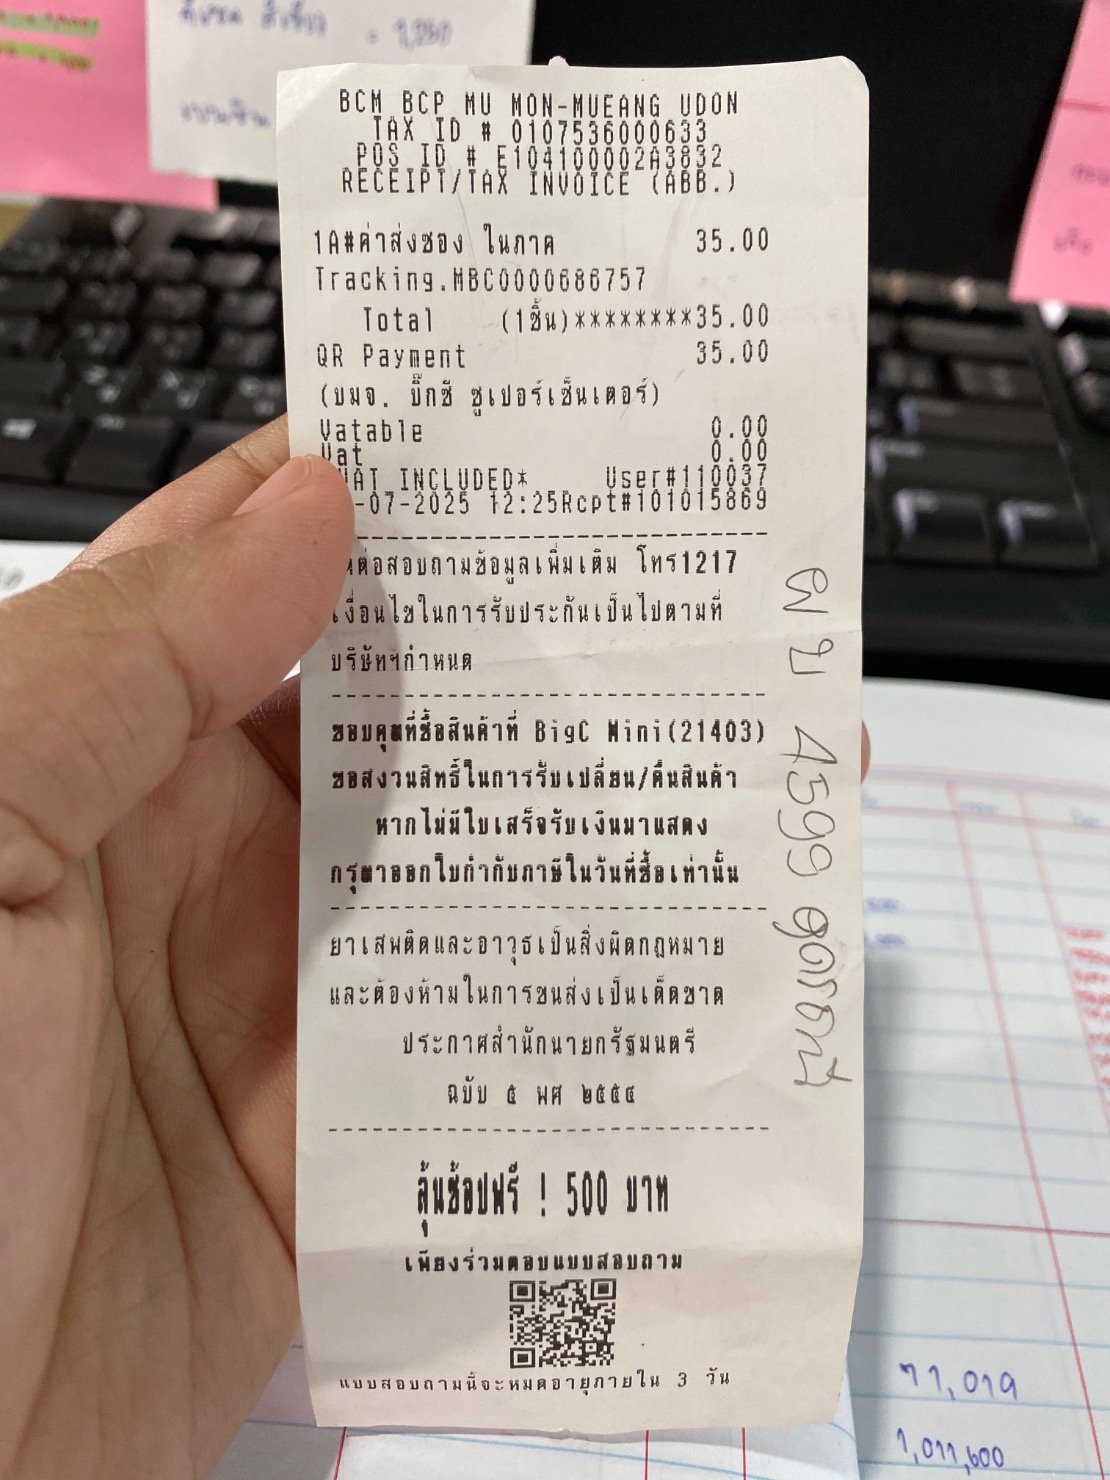 = 1,250
BCM BCP MU MON-MUEANG UDON
TAX ID # 0107536000633
POS ID # E104100002A3832
RECEIPT/TAX INVOICE (ABB.)
1A#ค่าส่งซอง ในภาค 35.00
Tracking.MBC0000686757
Total (1ชิ้น)********35.00
QR Payment 35.00
(บมจ. บิ๊กซี ซูเปอร์เซ็นเตอร์)
Vatable 0.00
Vat 0.00
VAT INCLUDED* User#110037
-07-2025 12:25Rcpt#101015869
ต่อสอบถามข้อมูลเพิ่มเติม โทร1217
เงื่อนไขในการรับประกันเป็นไปตามที่
บริษัทฯกำหนด
ขอบคุณที่ซื้อสินค้าที่ BigC Mini(21403)
ขอสงวนสิทธิ์ในการรับเปลี่ยน/คืนสินค้า
หากไม่มีใบเสร็จรับเงินมาแสดง
กรุณาออกใบกำกับภาษีในวันที่ซื้อเท่านั้น
ยาเสพติดและอาวุธเป็นสิ่งผิดกฎหมาย
และต้องห้ามในการขนส่งเป็นเด็ดขาด
ประกาศสำนักนายกรัฐมนตรี
ฉบับ ๕ พศ ๒๕๕๔
ลุ้นช้อปฟรี ! 500 บาท
เพียงร่วมตอบแบบสอบถาม
แบบสอบถามนี้จะหมดอายุภายใน 3 วัน
ผบ 4599 อุดรธานี
71,019
1,011,600